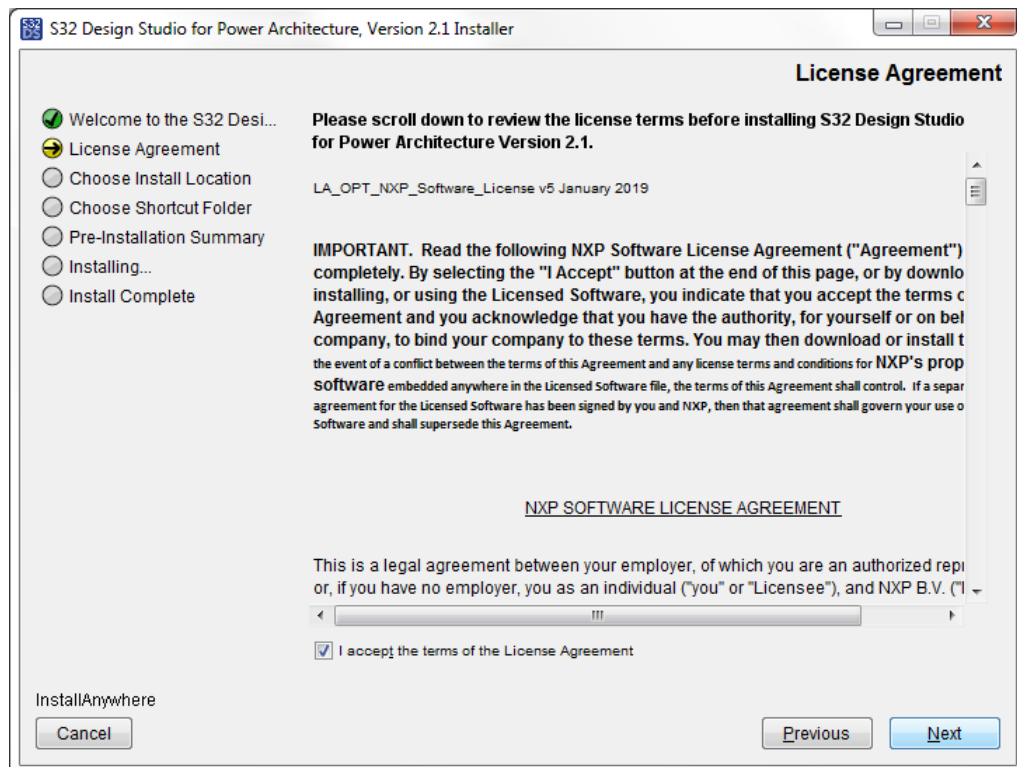 S32 DS
S32 Design Studio for Power Architecture, Version 2.1 Installer
License Agreement
Welcome to the S32 Desi...
License Agreement
Choose Install Location
Choose Shortcut Folder
Pre-Installation Summary
Installing...
Install Complete
Please scroll down to review the license terms before installing S32 Design Studio
for Power Architecture Version 2.1.
LA_OPT_NXP_Software_License v5 January 2019
IMPORTANT. Read the following NXP Software License Agreement ("Agreement")
completely. By selecting the "I Accept" button at the end of this page, or by downlo
installing, or using the Licensed Software, you indicate that you accept the terms o
Agreement and you acknowledge that you have the authority, for yourself or on beh
company, to bind your company to these terms. You may then download or install t
the event of a conflict between the terms of this Agreement and any license terms and conditions for NXP's prop
software embedded anywhere in the Licensed Software file, the terms of this Agreement shall control. If a separ
agreement for the Licensed Software has been signed by you and NXP, then that agreement shall govern your use o
Software and shall supersede this Agreement.
NXP SOFTWARE LICENSE AGREEMENT
This is a legal agreement between your employer, of which you are an authorized repr
or, if you have no employer, you as an individual ("you" or "Licensee"), and NXP B.V. ("
I accept the terms of the License Agreement
InstallAnywhere
Cancel
Previous
Next